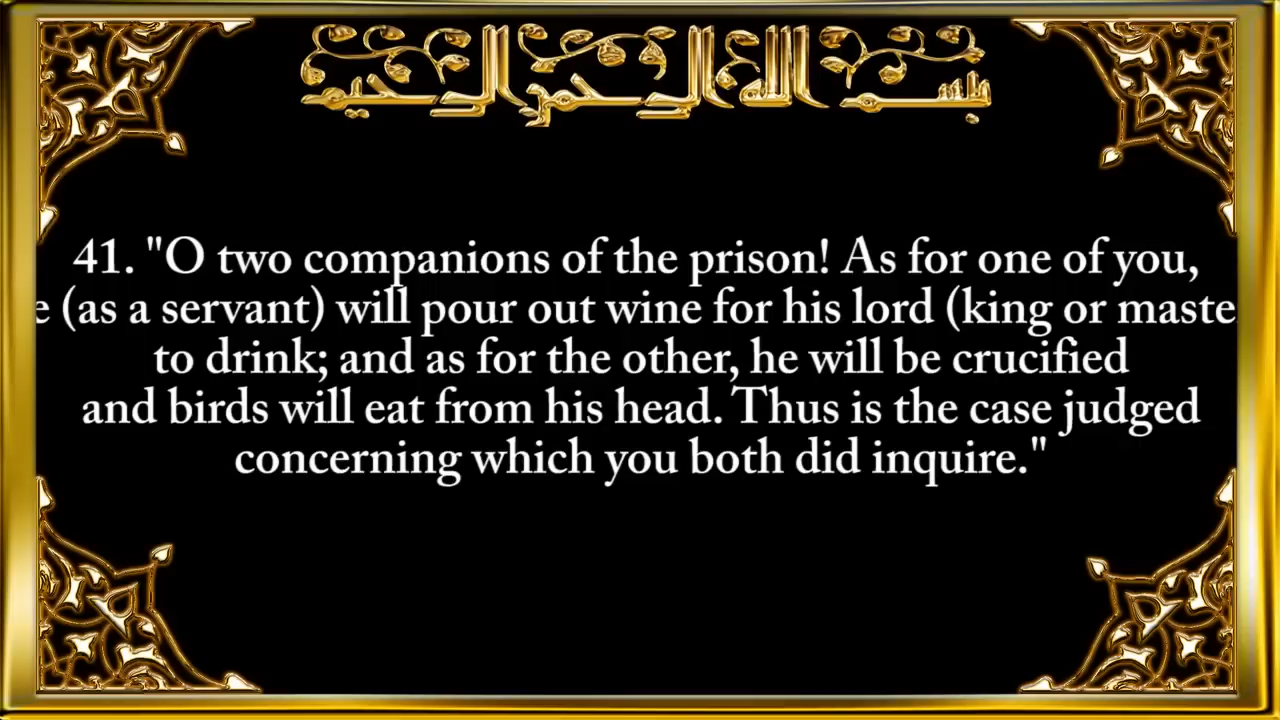 بسم الله الرحمن الرحيم
41. "O two companions of the prison! As for one of you,
e (as a servant) will pour out wine for his lord (king or maste
to drink; and as for the other, he will be crucified
and birds will eat from his head. Thus is the case judged
concerning which you both did inquire."